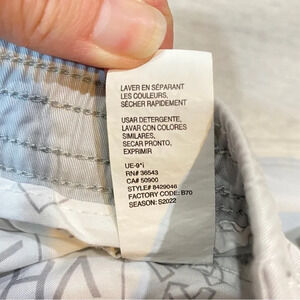 LAVER EN SÉPARANT
LES COULEURS,
SÉCHER RAPIDEMENT
USAR DETERGENTE,
LAVAR CON COLORES
SIMILARES,
SECAR PRONTO,
EXPRIMIR
UE-9*i
RN# 36543
CA# 50900
STYLE# 8429046
FACTORY CODE: B70
SEASON: S2022